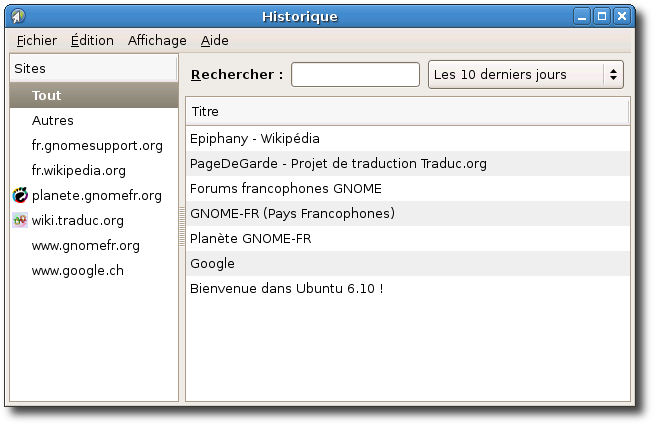 Historique
Fichier Édition Affichage Aide
Sites
Tout
Autres
fr.gnomesupport.org
fr.wikipedia.org
planete.gnomefr.org
wiki.traduc.org
www.gnomefr.org
www.google.ch
Rechercher : Les 10 derniers jours
Titre
Epiphany - Wikipédia
PageDeGarde - Projet de traduction Traduc.org
Forums francophones GNOME
GNOME-FR (Pays Francophones)
Planète GNOME-FR
Google
Bienvenue dans Ubuntu 6.10 !